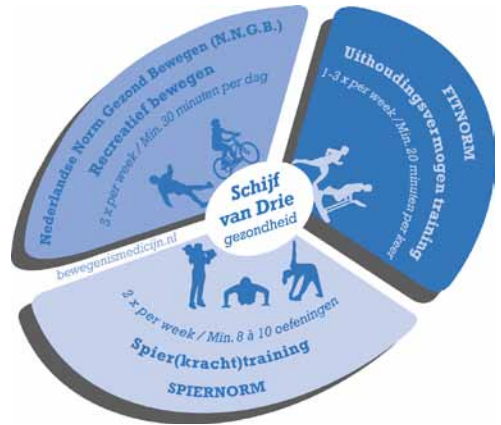 Nederlandse Norm Gezond Bewegen (N.N.G.B.)
Recreatief bewegen
5 x per week / Min. 30 minuten per dag
FITNORM
Uithoudingsvermogen training
1-3 x per week / Min. 20 minuten per keer
Schijf
van Drie
gezondheid
bewegenismedicijn.nl
2 x per week / Min. 8 à 10 oefeningen
Spier(kracht)training
SPIERNORM